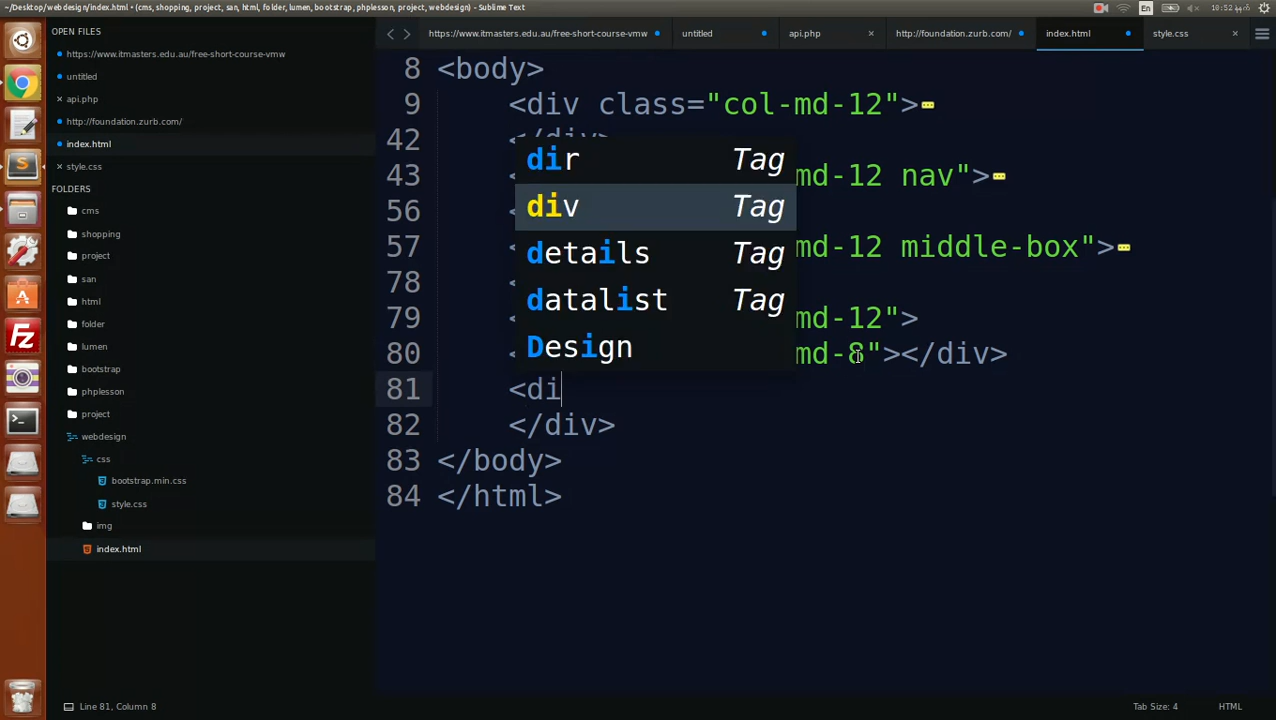 ~/Desktop/webdesign/index.html • (cms, shopping, project, san, html, folder, lumen, bootstrap, phplesson, project, webdesign) - Sublime Text
En
OPEN FILES
https://www.itmasters.edu.au/free-short-course-vmw
untitled
api.php
http://foundation.zurb.com/
index.html
style.css
FOLDERS
cms
shopping
project
san
html
folder
lumen
bootstrap
phplesson
project
webdesign
css
bootstrap.min.css
style.css
img
index.html
https://www.itmasters.edu.au/free-short-course-vmw
untitled
api.php
http://foundation.zurb.com/
index.html
style.css
8 <body>
9 <div class="col-md-12">
42 </div>
43 md-12 nav">
56
57 md-12 middle-box">
78
79 md-12">
80 md-8"></div>
81 <di
82 </div>
83 </body>
84 </html>
dir Tag
div Tag
details Tag
datalist Tag
Design
Line 81, Column 8
Tab Size: 4
HTML